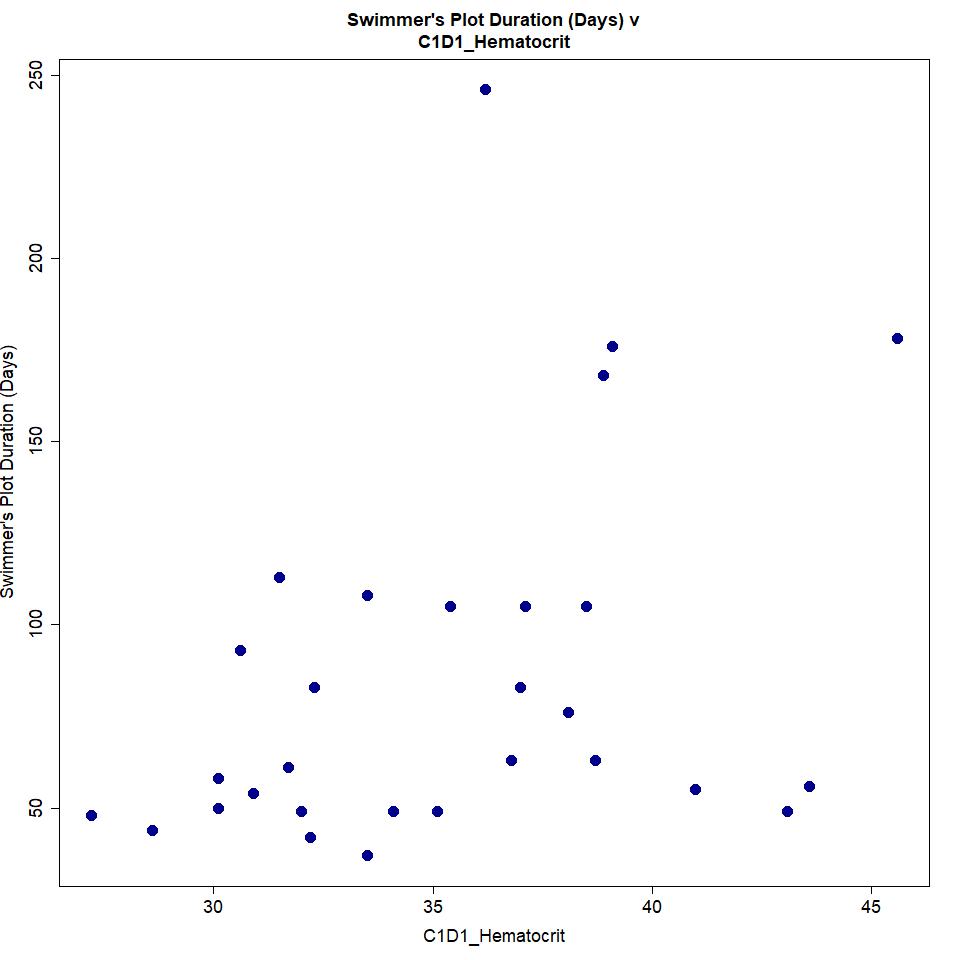 Swimmer's Plot Duration (Days) v
C1D1_Hematocrit
250
200
150
100
50
Swimmer's Plot Duration (Days)
30 35 40 45
C1D1_Hematocrit